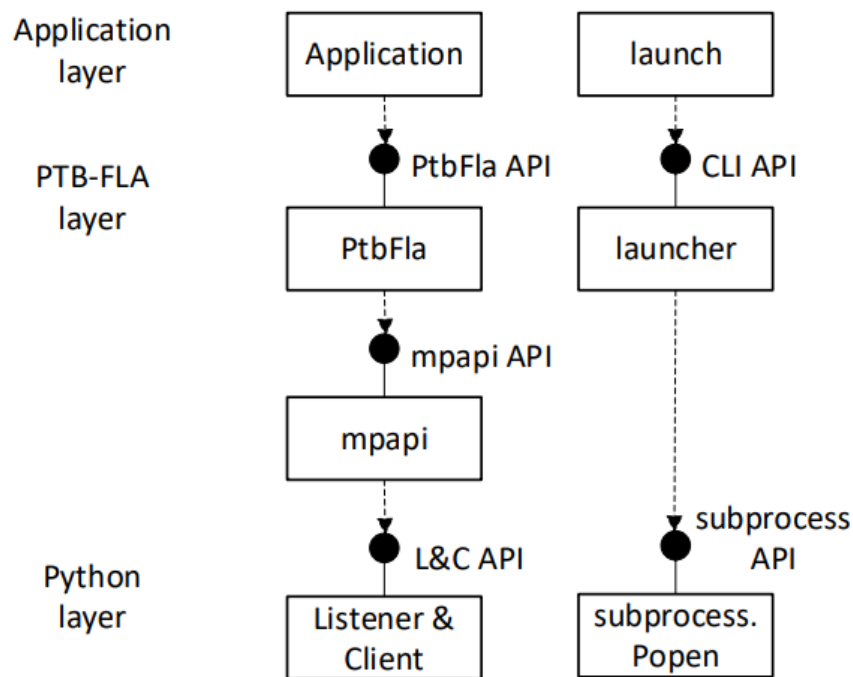 Application
layer
Application
launch
PtbFla API
CLI API
PTB-FLA
layer
PtbFla
launcher
mpapi API
mpapi
L&C API
subprocess
API
Python
layer
Listener &
Client
subprocess.
Popen